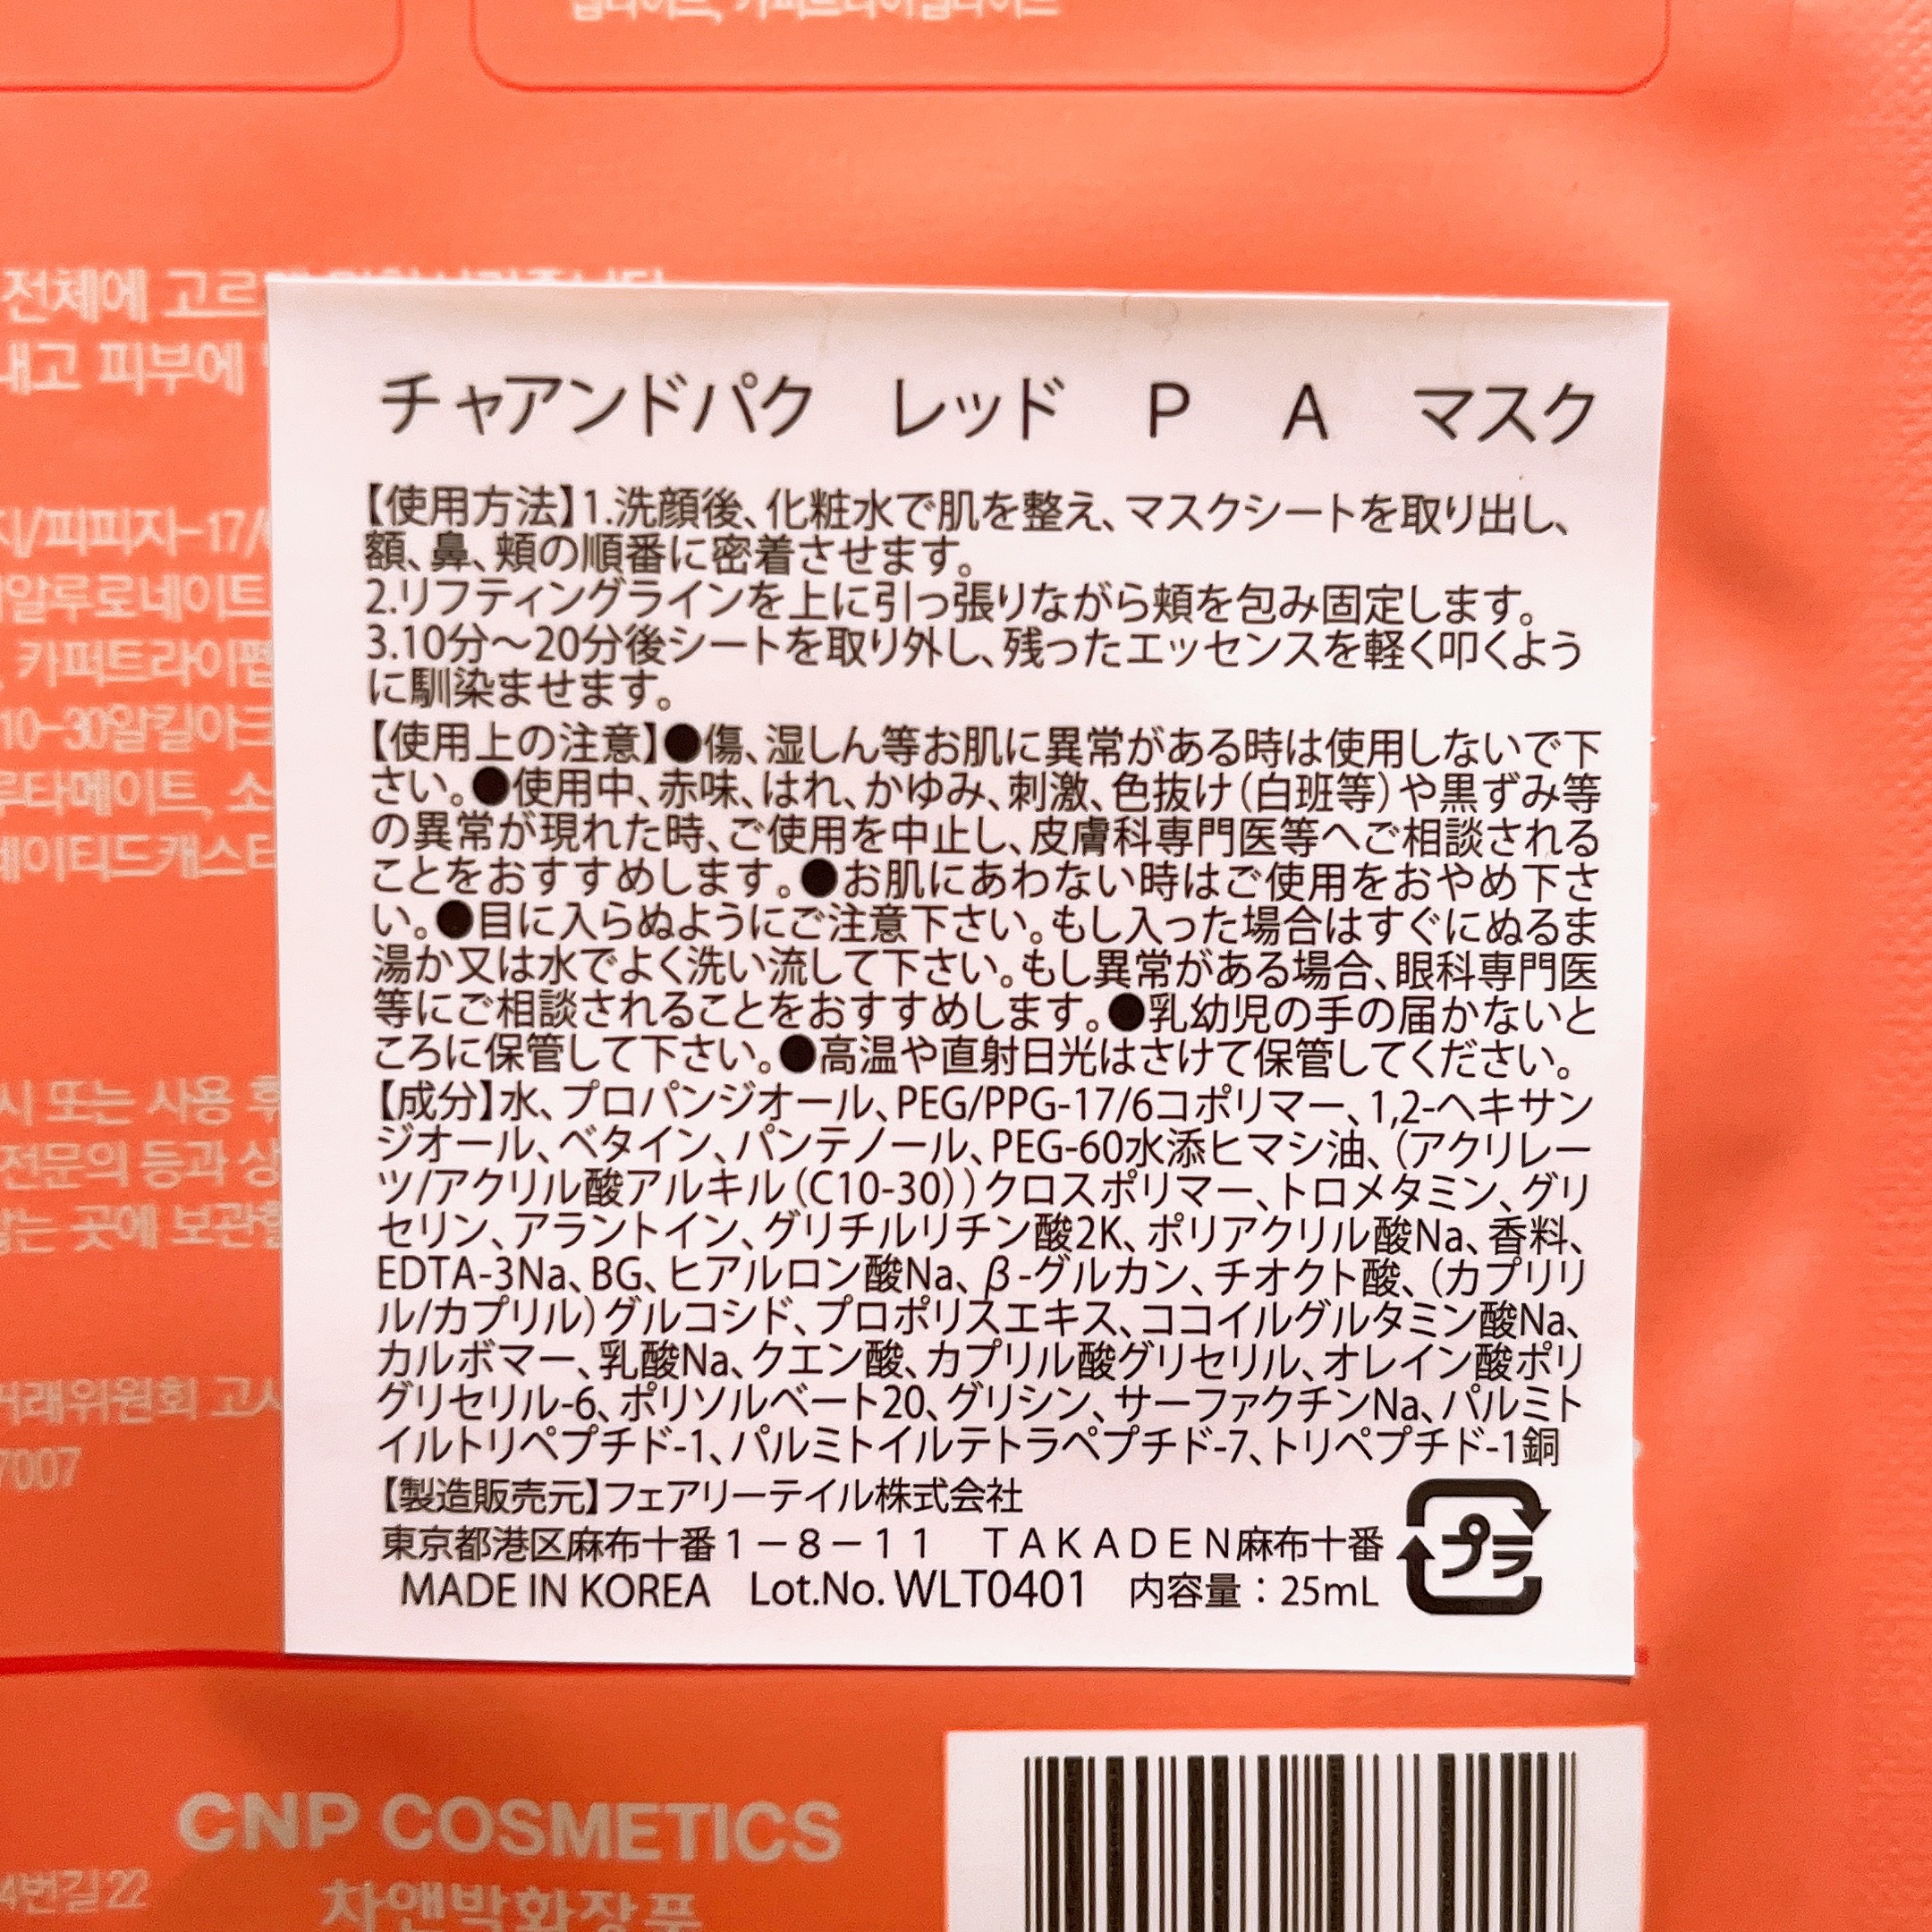 전체에 고르
내고 피부에
チャアンドパク レッド P A マスク
【使用方法】1.洗顔後、化粧水で肌を整え、マスクシートを取り出し、
額、鼻、頬の順番に密着させます。
2.リフティングラインを上に引っ張りながら頬を包み固定します。
3.10分～20分後シートを取り外し、残ったエッセンスを軽く叩くよう
に馴染ませます。
【使用上の注意】●傷、湿しん等お肌に異常がある時は使用しないで下
さい。●使用中、赤味、はれ、かゆみ、刺激、色抜け（白班等）や黒ずみ等
の異常が現れた時、ご使用を中止し、皮膚科専門医等へご相談される
ことをおすすめします。●お肌にあわない時はご使用をおやめ下さ
い。●目に入らぬようにご注意下さい。もし入った場合はすぐにぬるま
湯か又は水でよく洗い流して下さい。もし異常がある場合、眼科専門医
等にご相談されることをおすすめします。●乳幼児の手の届かないと
ころに保管して下さい。●高温や直射日光はさけて保管してください。
【成分】水、プロパンジオール、PEG/PPG-17/6コポリマー、1,2-ヘキサン
ジオール、ベタイン、パンテノール、PEG-60水添ヒマシ油、（アクリレー
ツ/アクリル酸アルキル（C10-30））クロスポリマー、トロメタミン、グリ
セリン、アラントイン、グリチルリチン酸2K、ポリアクリル酸Na、香料、
EDTA-3Na、BG、ヒアルロン酸Na、β-グルカン、チオクト酸、（カプリリ
ル/カプリル）グルコシド、プロポリスエキス、ココイルグルタミン酸Na、
カルボマー、乳酸Na、クエン酸、カプリル酸グリセリル、オレイン酸ポリ
グリセリル-6、ポリソルベート20、グリシン、サーファクチンNa、パルミト
イルトリペプチド-1、パルミトイルテトラペプチド-7、トリペプチド-1銅
【製造販売元】フェアリーテイル株式会社
東京都港区麻布十番１－８－１１ ＴＡＫＡＤＥＮ麻布十番
MADE IN KOREA Lot.No. WLT0401 内容量：25mL
プラ
지/피피지-17/
알루로네이트
카퍼트라이펩
10-30알킬아크
루타메이트, 소
네이티드캐스터
시 또는 사용 후
전문의 등과 상
않는 곳에 보관할
거래위원회 고시
7007
CNP COSMETICS
4번길 22
차앤박화장품